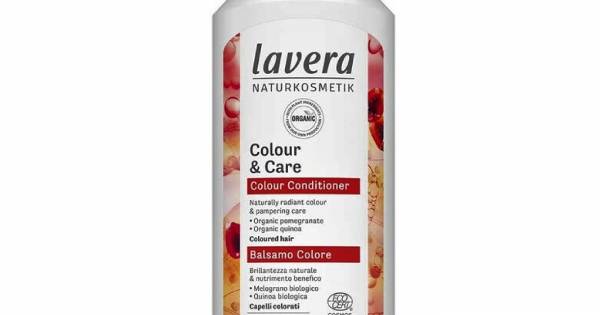 lavera
NATURKOSMETIK
ORGANIC
Colour
& Care
Colour Conditioner
Naturally radiant colour
& pampering care
• Organic pomegranate
• Organic quinoa
Coloured hair
Balsamo Colore
Brillantezza naturale
& nutrimento benefico
• Melograno biologico
• Quinoa biologica
Capelli colorati
ECO
CERT
COSMOS